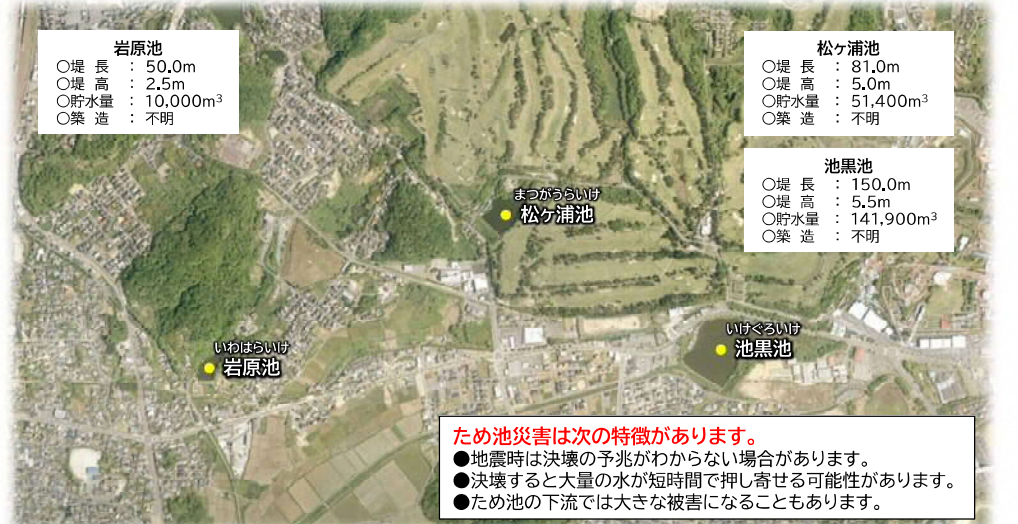 岩原池
○堤 長 : 50.0m
○堤 高 : 2.5m
○貯水量 : 10,000m³
○築 造 : 不明
松ヶ浦池
○堤 長 : 81.0m
○堤 高 : 5.0m
○貯水量 : 51,400m³
○築 造 : 不明
池黒池
○堤 長 : 150.0m
○堤 高 : 5.5m
○貯水量 : 141,900m³
○築 造 : 不明
まつがうらいけ
松ケ浦池
いけぐろいけ
池黒池
いわはらいけ
岩原池
ため池災害は次の特徴があります。
●地震時は決壊の予兆がわからない場合があります。
●決壊すると大量の水が短時間で押し寄せる可能性があります。
●ため池の下流では大きな被害になることもあります。